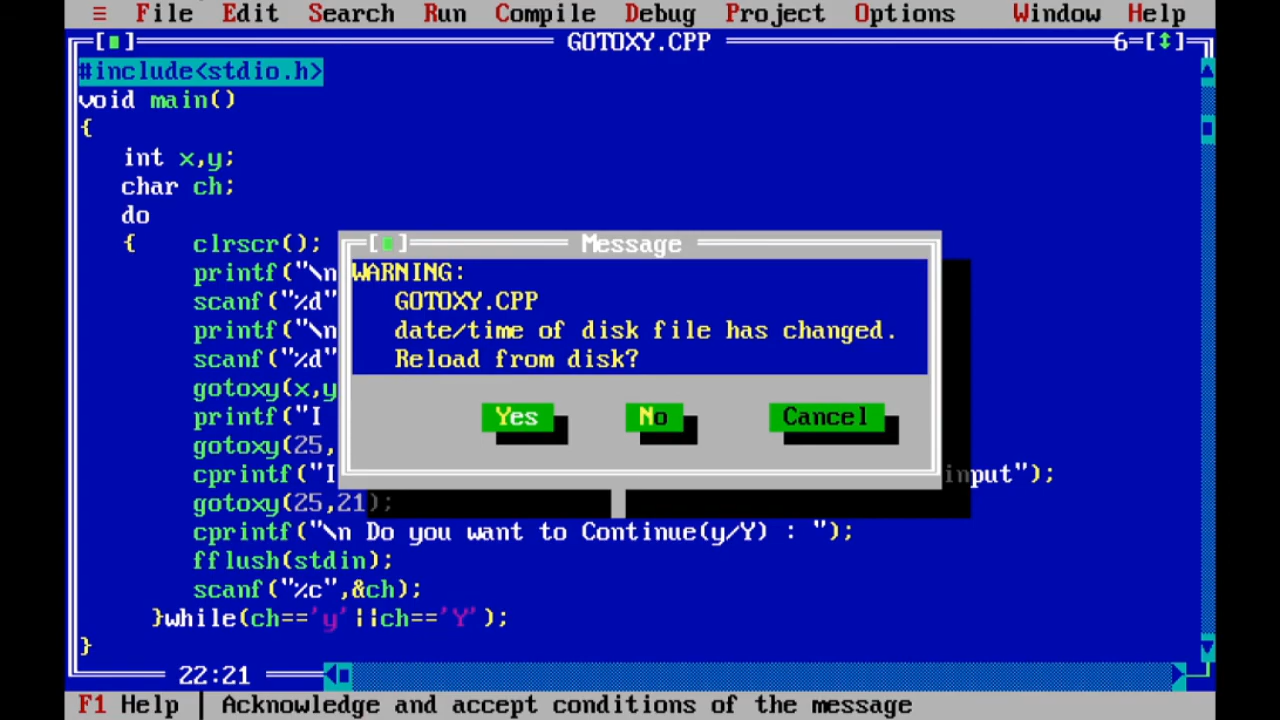 ≡ File Edit Search Run Compile Debug Project Options Window Help
[■] GOTOXY.CPP 6=[↕]
#include<stdio.h>
void main()
{
int x,y;
char ch;
do
{ clrscr();
printf("\n
scanf("%d"
printf("\n
scanf("%d"
gotoxy(x,y
printf("I
gotoxy(25,
cprintf("I input");
gotoxy(25,21);
cprintf("\n Do you want to Continue(y/Y) : ");
fflush(stdin);
scanf("%c",&ch);
}while(ch=='y'||ch=='Y');
}
22:21
[■] Message
WARNING:
GOTOXY.CPP
date/time of disk file has changed.
Reload from disk?
Yes No Cancel
F1 Help │ Acknowledge and accept conditions of the message